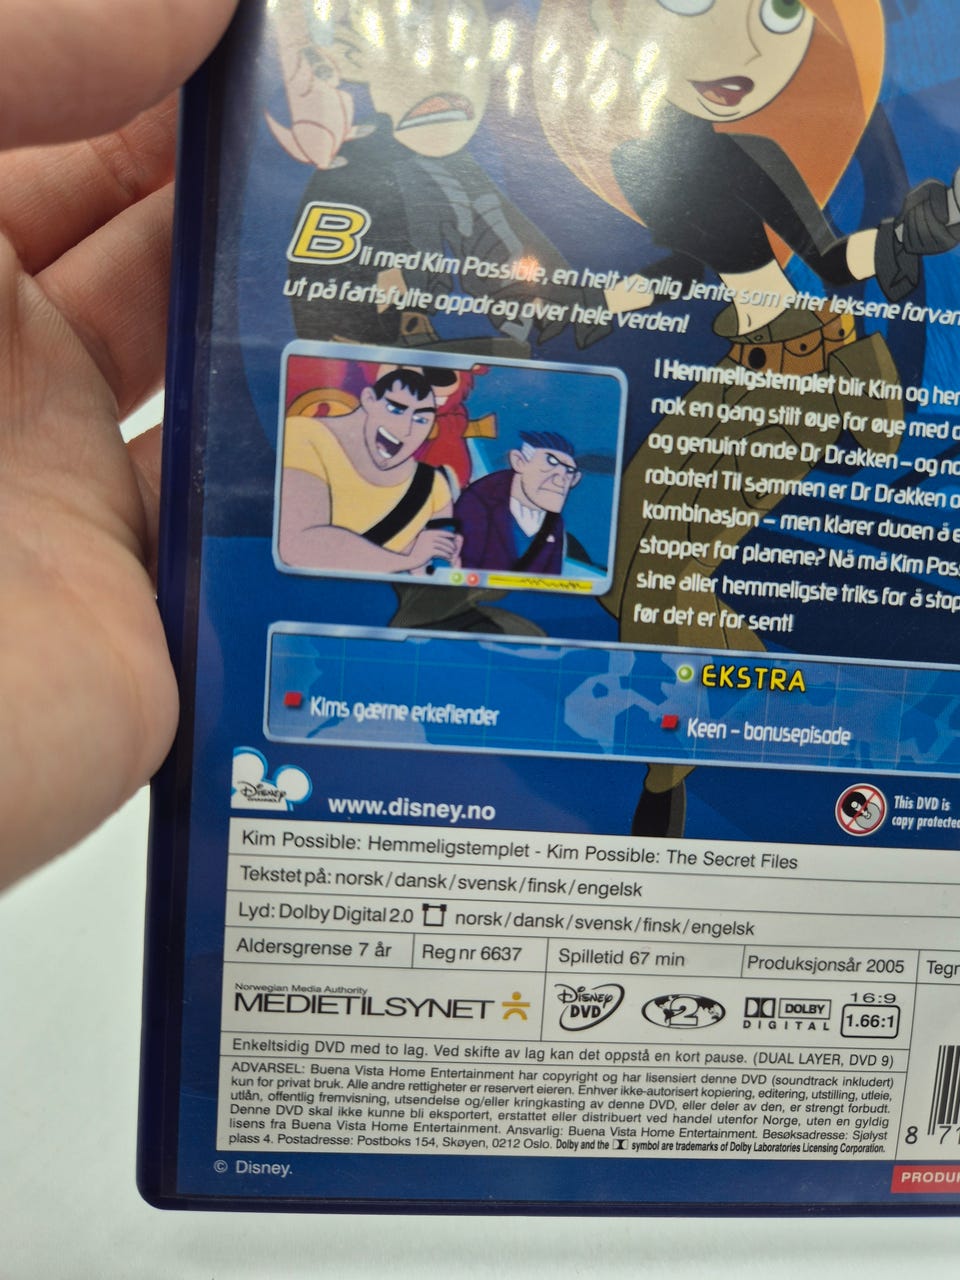 Bli med Kim Possible, en helt vanlig jente som etter leksene
ut på fartsfylte oppdrag over hele verden!
I Hemmeligstemplet blir Kim og
nok en gang stilt øye for øye med
og genuint onde Dr Drakken – og
roboter! Til sammen er Dr Drakken
kombinasjon – men klarer duoen å
stopper for planene? Nå må Kim
sine aller hemmeligste triks for å
før det er for sent!
EKSTRA
Kims gærne erkefiender
Keen – bonusepisode
Disney
CHANNEL
www.disney.no
This DVD is
copy protected
Kim Possible: Hemmeligstemplet - Kim Possible: The Secret Files
Tekstet på: norsk/dansk/svensk/finsk/engelsk
Lyd: Dolby Digital 2.0 norsk/dansk/svensk/finsk/engelsk
Aldersgrense 7 år Reg nr 6637 Spilletid 67 min Produksjonsår 2005
Norwegian Media Authority
MEDIETILSYNET
Disney
DVD
2
DOLBY
DIGITAL
16:9
1.66:1
Enkeltsidig DVD med to lag. Ved skifte av lag kan det oppstå en kort pause. (DUAL LAYER, DVD 9)
ADVARSEL: Buena Vista Home Entertainment har copyright og har lisensiert denne DVD (soundtrack inkludert)
kun for privat bruk. Alle andre rettigheter er reservert eieren. Enhver ikke-autorisert kopiering, editering, utstilling, utleie,
utlån, offentlig fremvisning, utsendelse og/eller kringkasting av denne DVD, eller deler av den, er strengt forbudt.
Denne DVD skal ikke kunne bli eksportert, erstattet eller distribuert ved handel utenfor Norge, uten en gyldig
lisens fra Buena Vista Home Entertainment. Ansvarlig: Buena Vista Home Entertainment. Besøksadresse: Sjølyst
plass 4. Postadresse: Postboks 154, Skøyen, 0212 Oslo. Dolby and the symbol are trademarks of Dolby Laboratories Licensing Corporation.
8 71
© Disney.